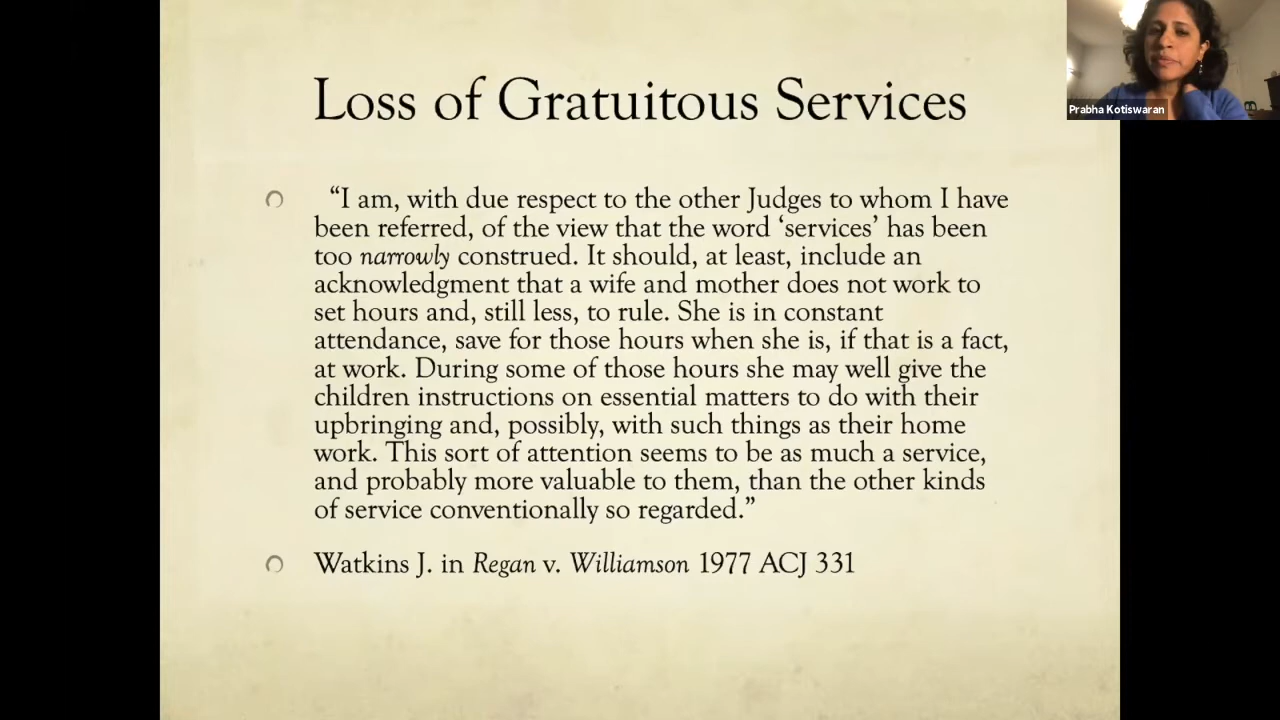 Prabha Kotiswaran
Loss of Gratuitous Services
“I am, with due respect to the other Judges to whom I have
been referred, of the view that the word ‘services’ has been
too narrowly construed. It should, at least, include an
acknowledgment that a wife and mother does not work to
set hours and, still less, to rule. She is in constant
attendance, save for those hours when she is, if that is a fact,
at work. During some of those hours she may well give the
children instructions on essential matters to do with their
upbringing and, possibly, with such things as their home
work. This sort of attention seems to be as much a service,
and probably more valuable to them, than the other kinds
of service conventionally so regarded.”
Watkins J. in Regan v. Williamson 1977 ACJ 331